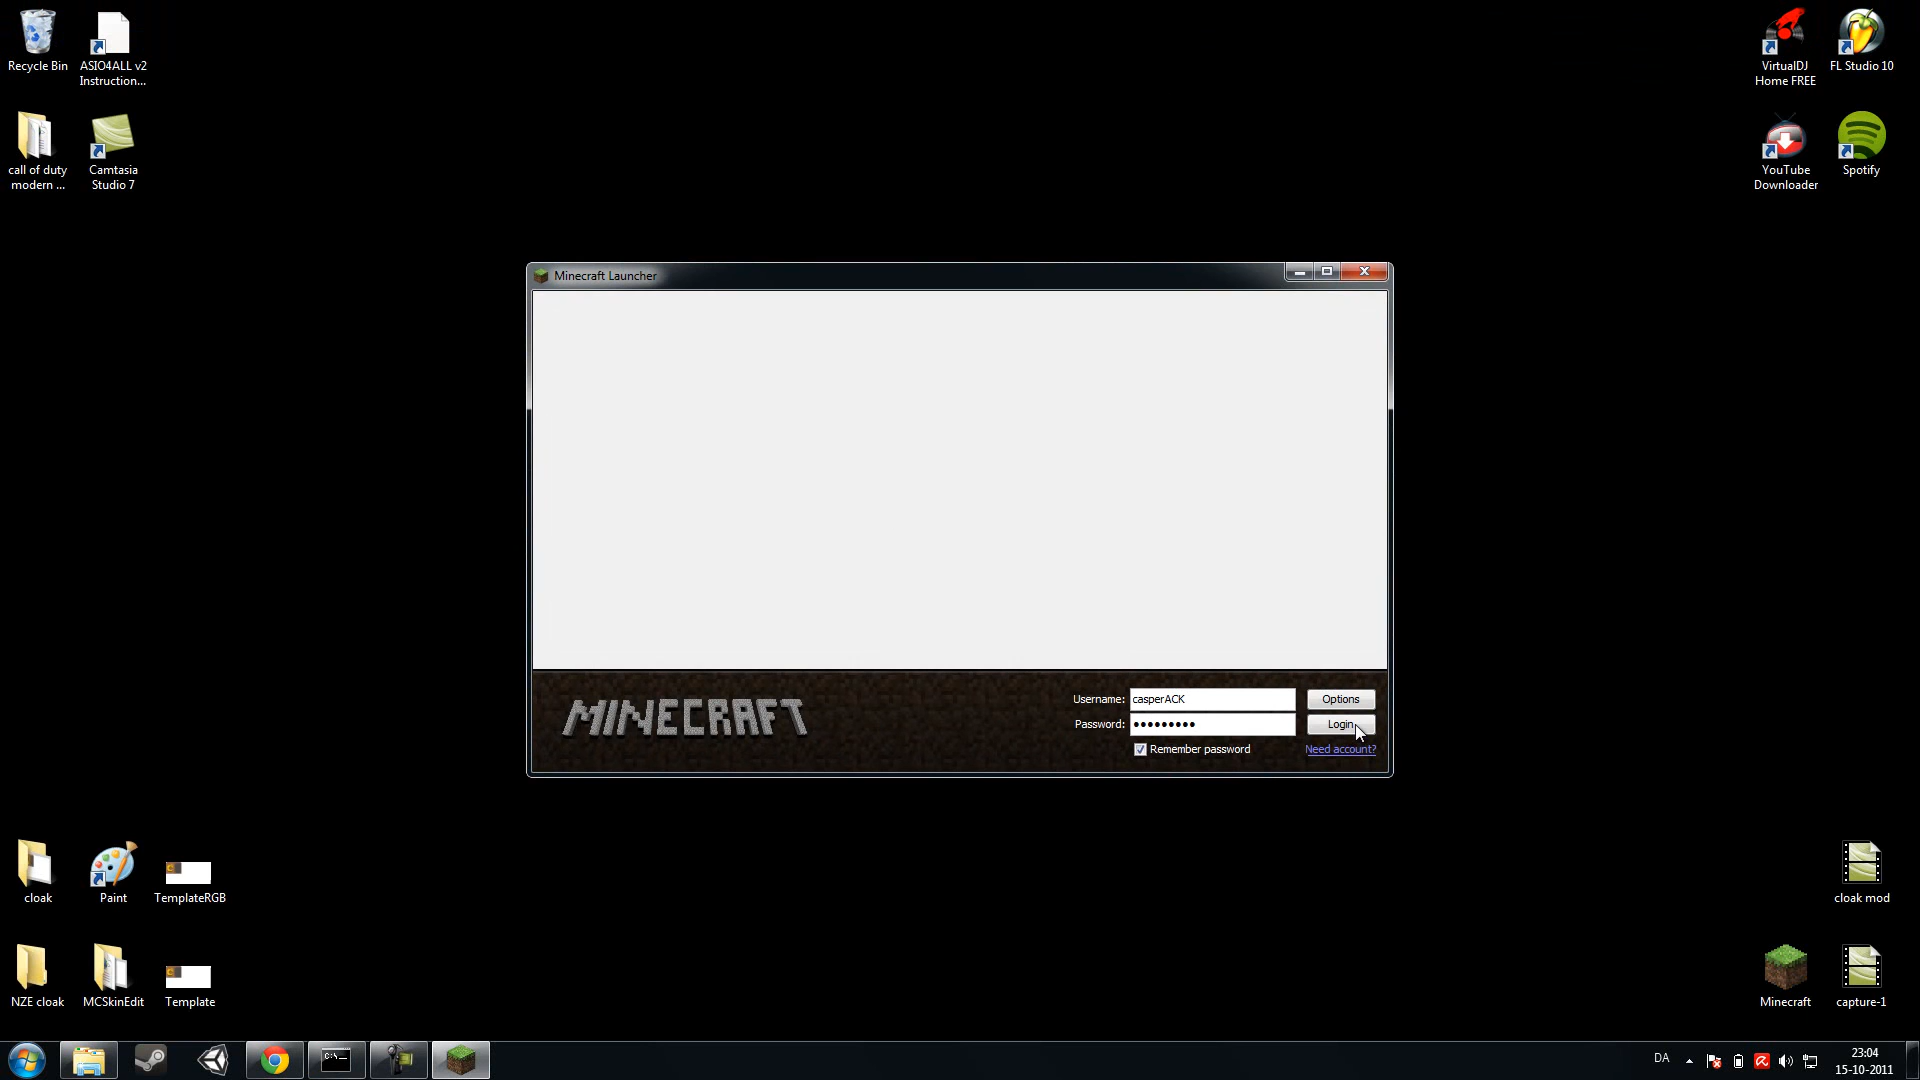 Recycle Bin
ASIO4ALL v2
Instruction...
VirtualDJ
Home FREE
FL Studio 10
call of duty
modern ...
Camtasia
Studio 7
YouTube
Downloader
Spotify
Minecraft Launcher
MINECRAFT
Username:
casperACK
Options
Password:
•••••••••
Login
Remember password
Need account?
cloak
Paint
TemplateRGB
cloak mod
NZE cloak
MCSkinEdit
Template
Minecraft
capture-1
C:\_
DA
23:04
15-10-2011